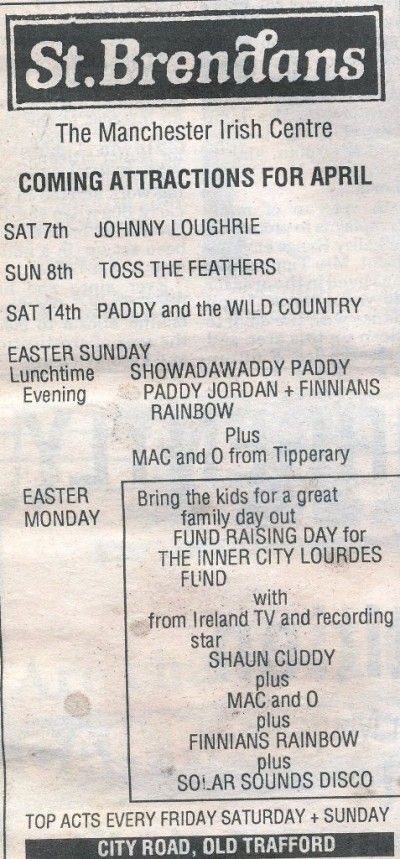 St. Brendans
The Manchester Irish Centre
COMING ATTRACTIONS FOR APRIL
SAT 7th JOHNNY LOUGHRIE
SUN 8th TOSS THE FEATHERS
SAT 14th PADDY and the WILD COUNTRY
EASTER SUNDAY
Lunchtime SHOWADAWADDY PADDY
Evening PADDY JORDAN + FINNIANS
RAINBOW
Plus
MAC and O from Tipperary
EASTER MONDAY
Bring the kids for a great
family day out
FUND RAISING DAY for
THE INNER CITY LOURDES
FUND
with
from Ireland TV and recording
star
SHAUN CUDDY
plus
MAC and O
plus
FINNIANS RAINBOW
plus
SOLAR SOUNDS DISCO
TOP ACTS EVERY FRIDAY SATURDAY + SUNDAY
CITY ROAD, OLD TRAFFORD